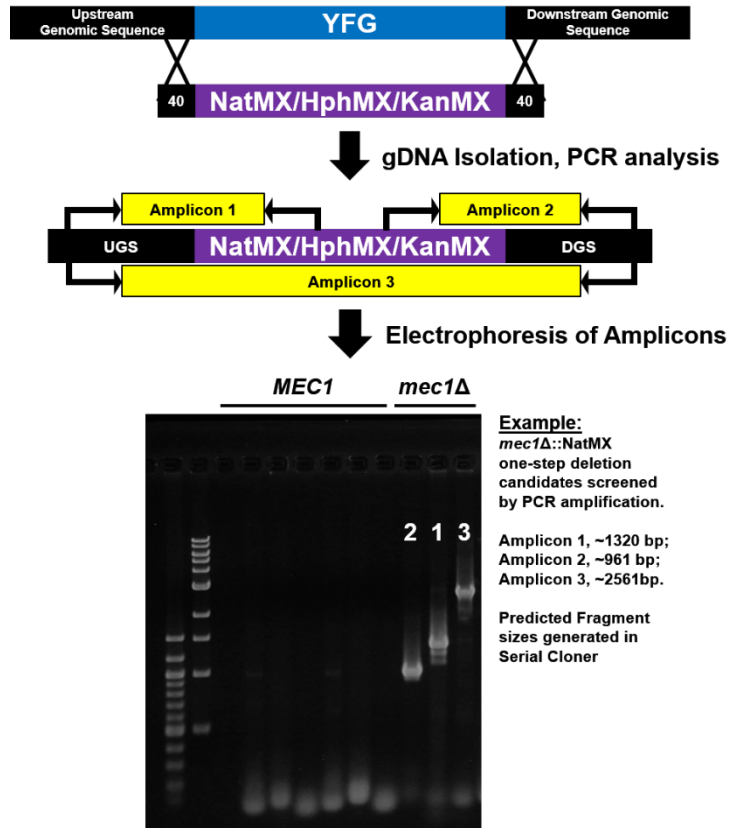 Upstream
Genomic Sequence
YFG
Downstream Genomic
Sequence
40
NatMX/HphMX/KanMX
40
gDNA Isolation, PCR analysis
Amplicon 1
Amplicon 2
UGS
NatMX/HphMX/KanMX
DGS
Amplicon 3
Electrophoresis of Amplicons
MEC1
mec1Δ
2
1
3
Example:
mec1Δ::NatMX
one-step deletion
candidates screened
by PCR amplification.
Amplicon 1, ~1320 bp;
Amplicon 2, ~961 bp;
Amplicon 3, ~2561bp.
Predicted Fragment
sizes generated in
Serial Cloner